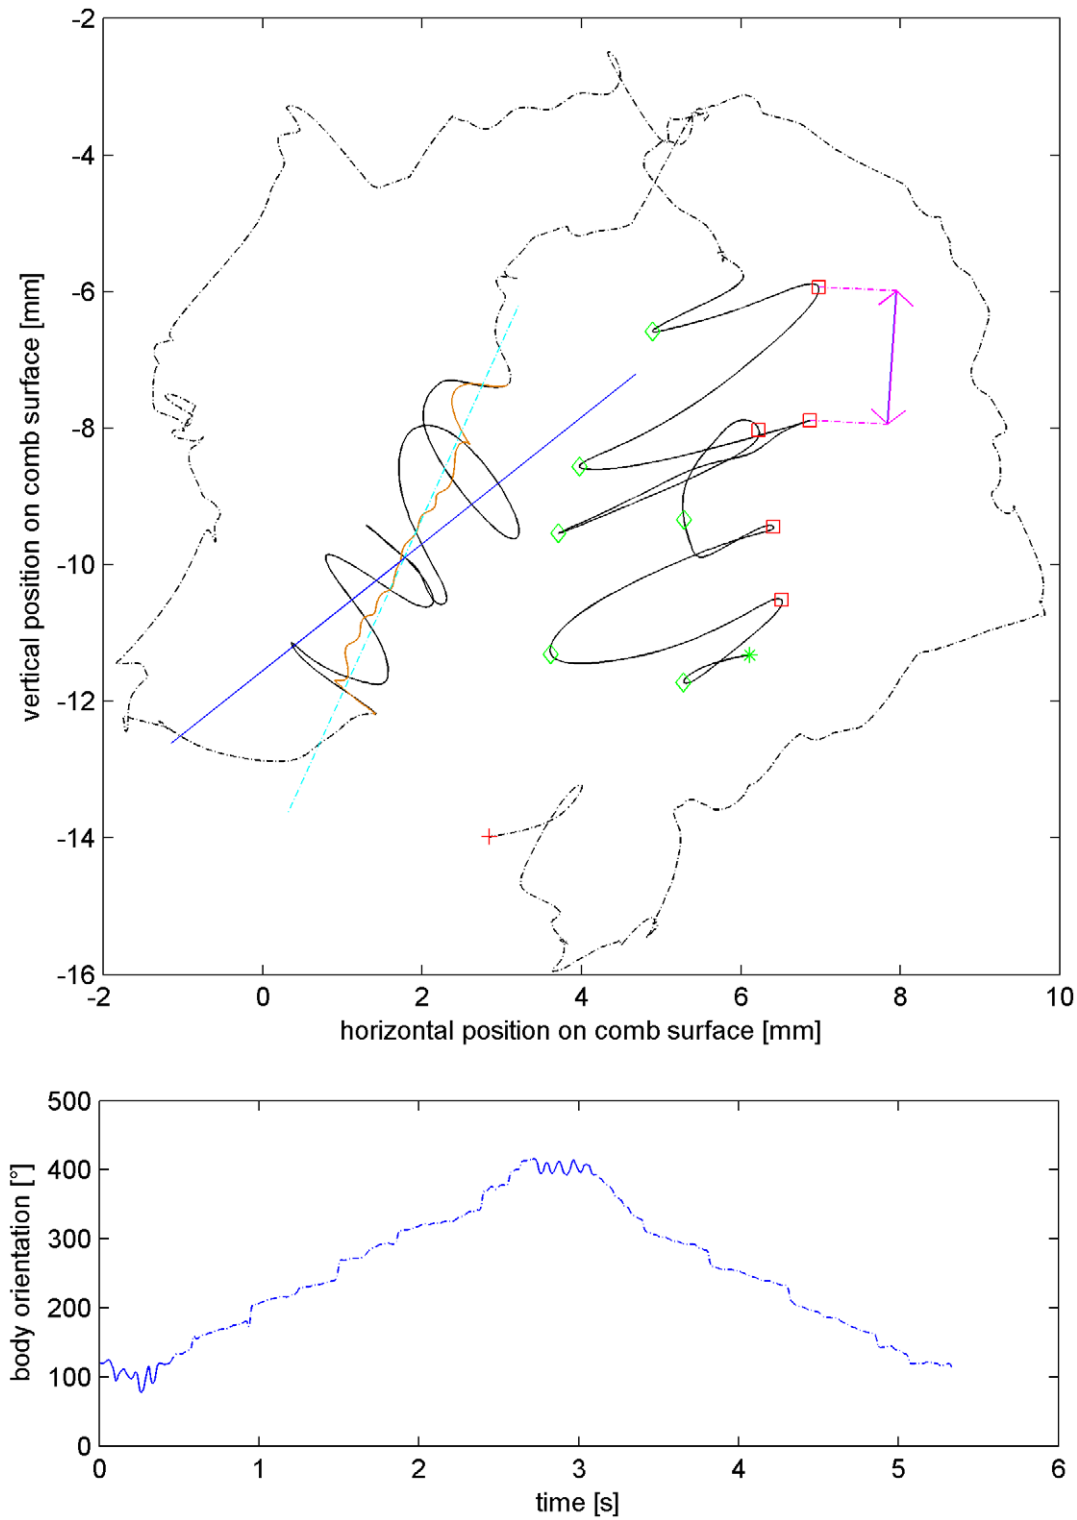 -2
-4
-6
-8
-10
-12
-14
-16
vertical position on comb surface [mm]
-2 0 2 4 6 8 10
horizontal position on comb surface [mm]
500
400
300
200
100
0
body orientation [°]
0 1 2 3 4 5 6
time [s]